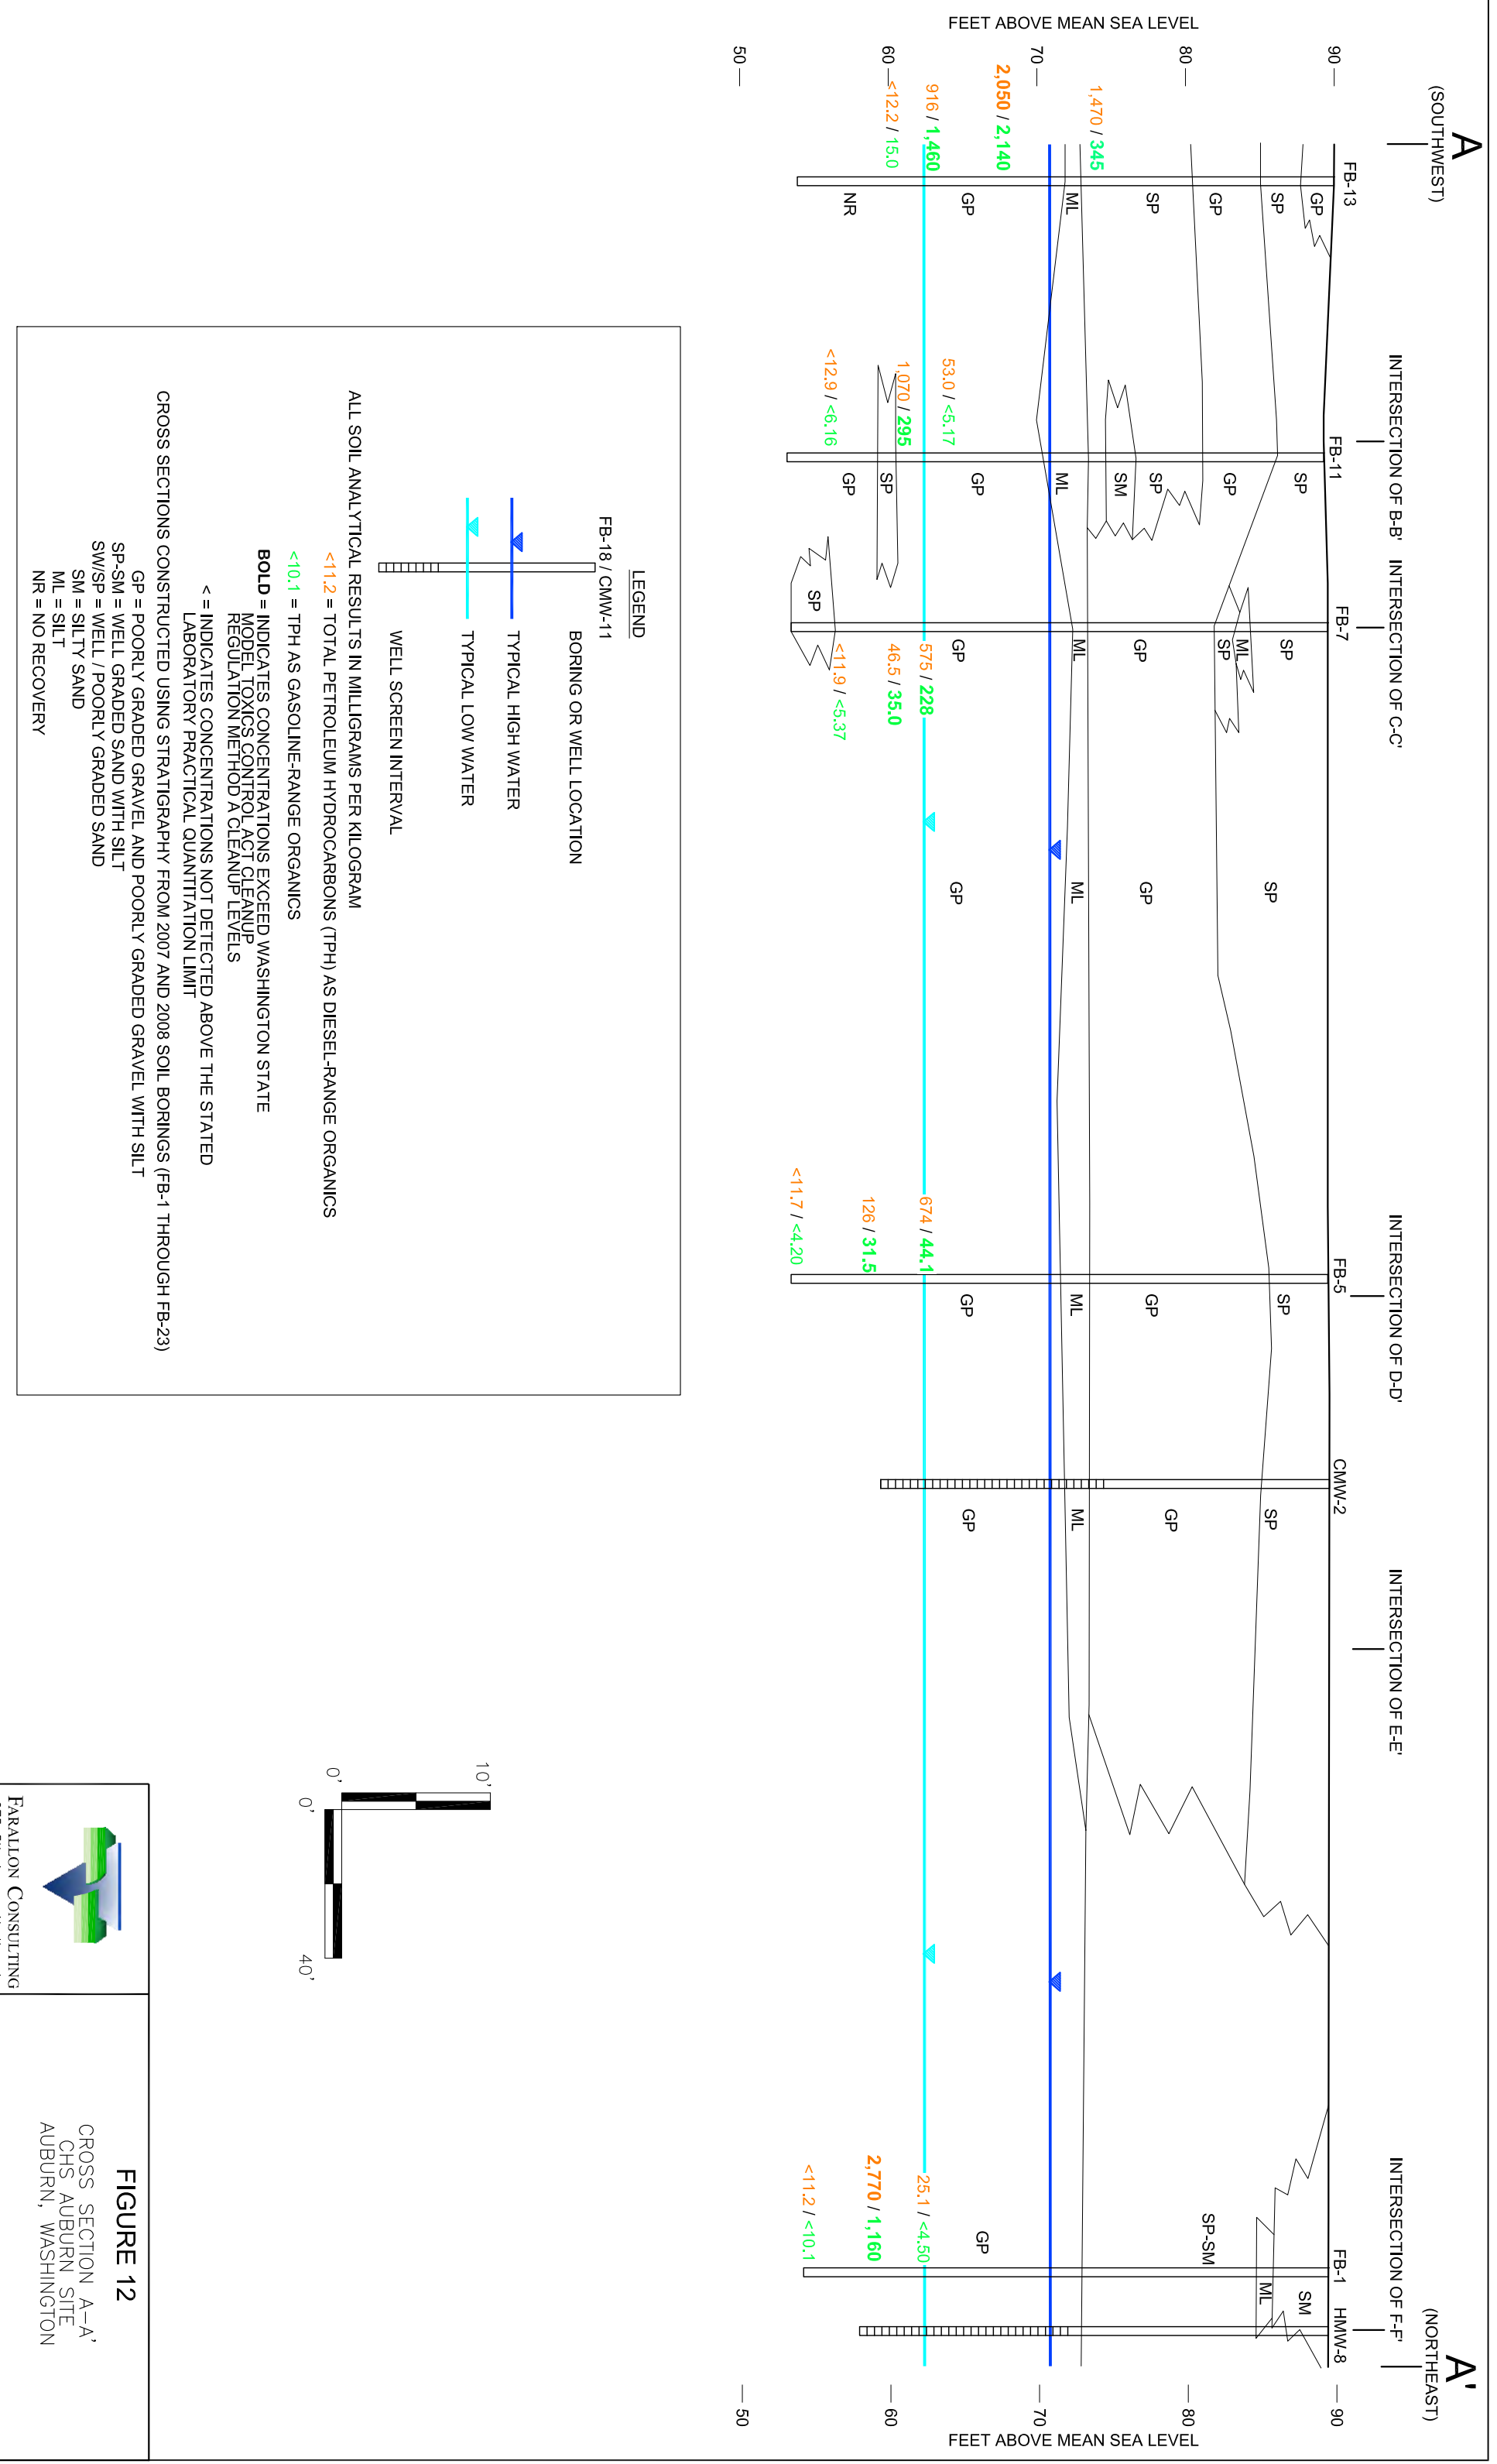 A
(SOUTHWEST)
A'
(NORTHEAST)
INTERSECTION OF B-B'
INTERSECTION OF C-C'
INTERSECTION OF D-D'
INTERSECTION OF E-E'
INTERSECTION OF F-F'
FEET ABOVE MEAN SEA LEVEL
90
80
70
60
50
FB-13
GP
SP
GP
SP
ML
GP
NR
1,470 / 345
2,050 / 2,140
916 / 1,460
<12.2 / 15.0
FB-11
SP
GP
SP
SM
ML
GP
SP
GP
53.0 / <5.17
1,070 / 295
<12.9 / <6.16
FB-7
SP
ML
SP
GP
ML
GP
SP
575 / 228
46.5 / 35.0
<11.9 / <5.37
SP
GP
ML
GP
FB-5
SP
GP
ML
GP
674 / 44.1
126 / 31.5
<11.7 / <4.20
CMW-2
SP
GP
ML
GP
FB-1
SP-SM
GP
SM
ML
25.1 / <4.50
2,770 / 1,160
<11.2 / <10.1
HMW-8
90
80
70
60
50
FEET ABOVE MEAN SEA LEVEL
LEGEND
FB-18 / CMW-11
BORING OR WELL LOCATION
TYPICAL HIGH WATER
TYPICAL LOW WATER
WELL SCREEN INTERVAL
ALL SOIL ANALYTICAL RESULTS IN MILLIGRAMS PER KILOGRAM
<11.2 = TOTAL PETROLEUM HYDROCARBONS (TPH) AS DIESEL-RANGE ORGANICS
<10.1 = TPH AS GASOLINE-RANGE ORGANICS
BOLD = INDICATES CONCENTRATIONS EXCEED WASHINGTON STATE
MODEL TOXICS CONTROL ACT CLEANUP
REGULATION METHOD A CLEANUP LEVELS
< = INDICATES CONCENTRATIONS NOT DETECTED ABOVE THE STATED
LABORATORY PRACTICAL QUANTITATION LIMIT
CROSS SECTIONS CONSTRUCTED USING STRATIGRAPHY FROM 2007 AND 2008 SOIL BORINGS (FB-1 THROUGH FB-23)
GP = POORLY GRADED GRAVEL AND POORLY GRADED GRAVEL WITH SILT
SP-SM = WELL GRADED SAND WITH SILT
SW/SP = WELL / POORLY GRADED SAND
SM = SILTY SAND
ML = SILT
NR = NO RECOVERY
10'
0'
0'
40'
FARALLON CONSULTING
FIGURE 12
CROSS SECTION A-A'
CHS AUBURN SITE
AUBURN, WASHINGTON